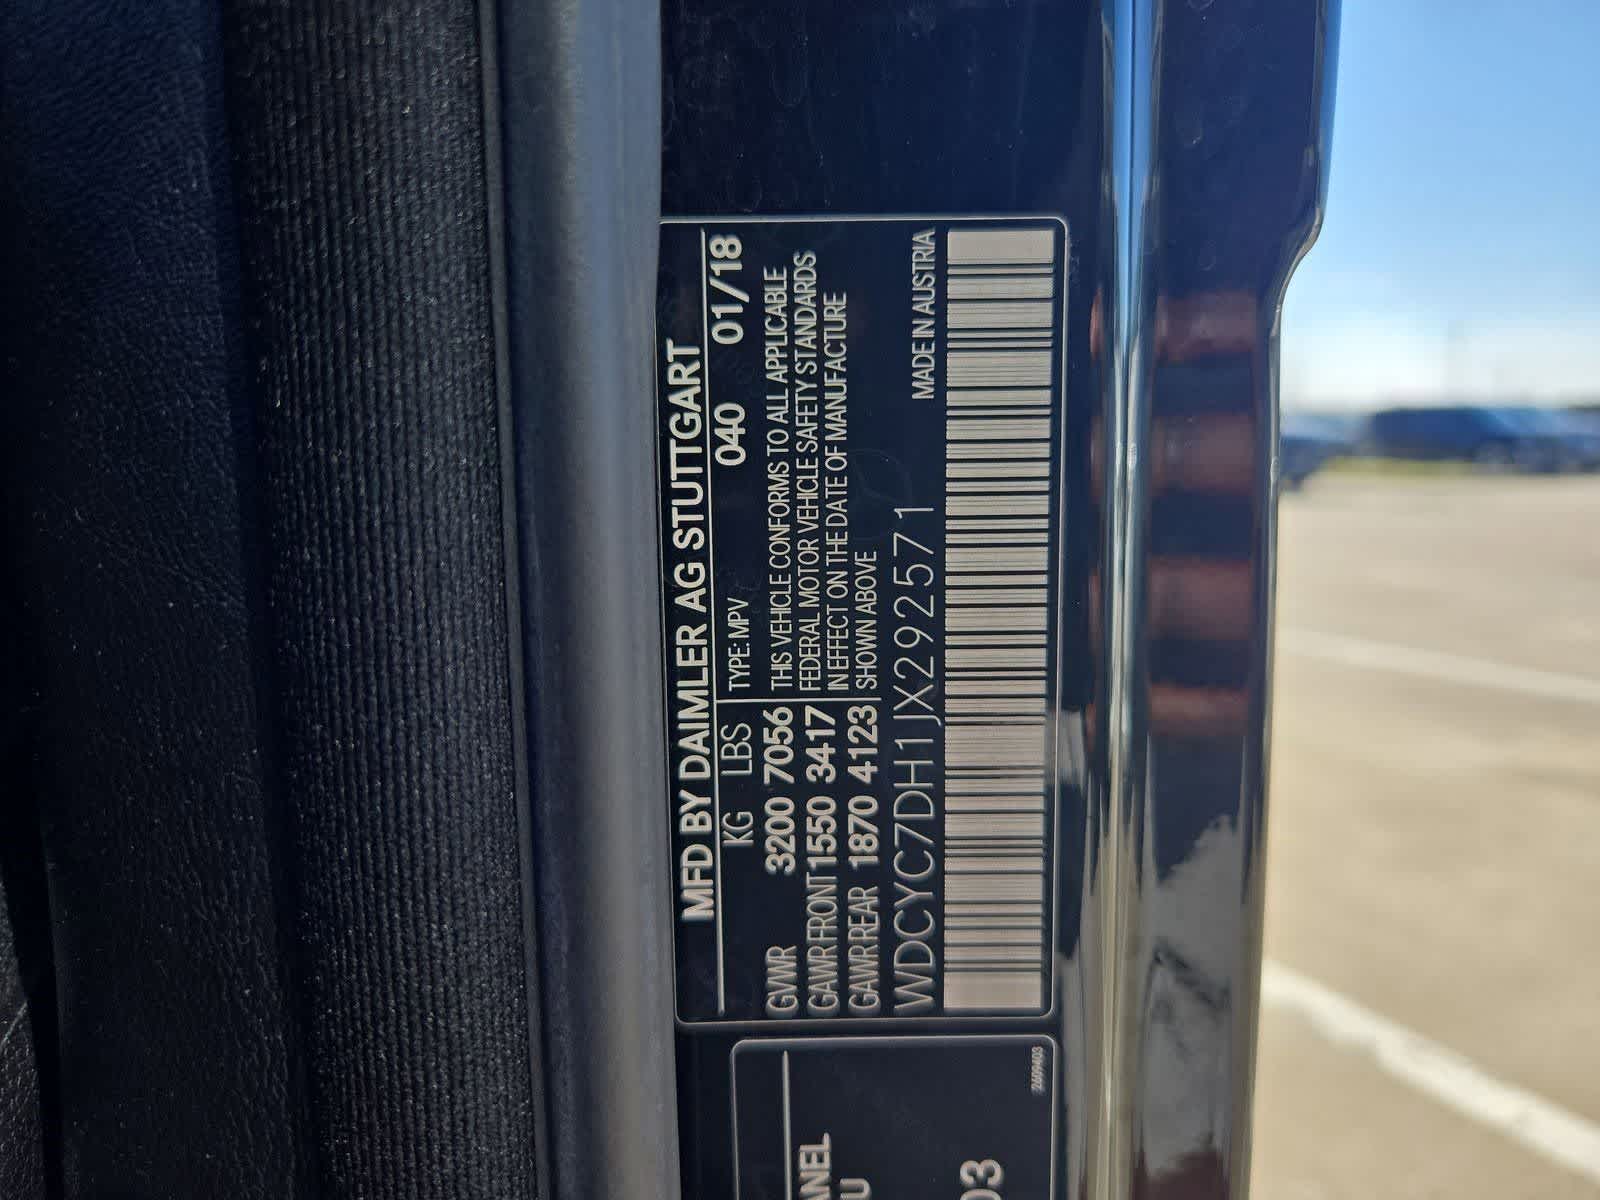 MFD BY DAIMLER AG STUTTGART
KG LBS TYPE: MPV 040 01/18
GVWR 3200 7056 THIS VEHICLE CONFORMS TO ALL APPLICABLE
GAWR FRONT 1550 3417 FEDERAL MOTOR VEHICLE SAFETY STANDARDS
IN EFFECT ON THE DATE OF MANUFACTURE
GAWR REAR 1870 4123 SHOWN ABOVE
WDCYC7DH1JX292571 MADE IN AUSTRIA
2609403